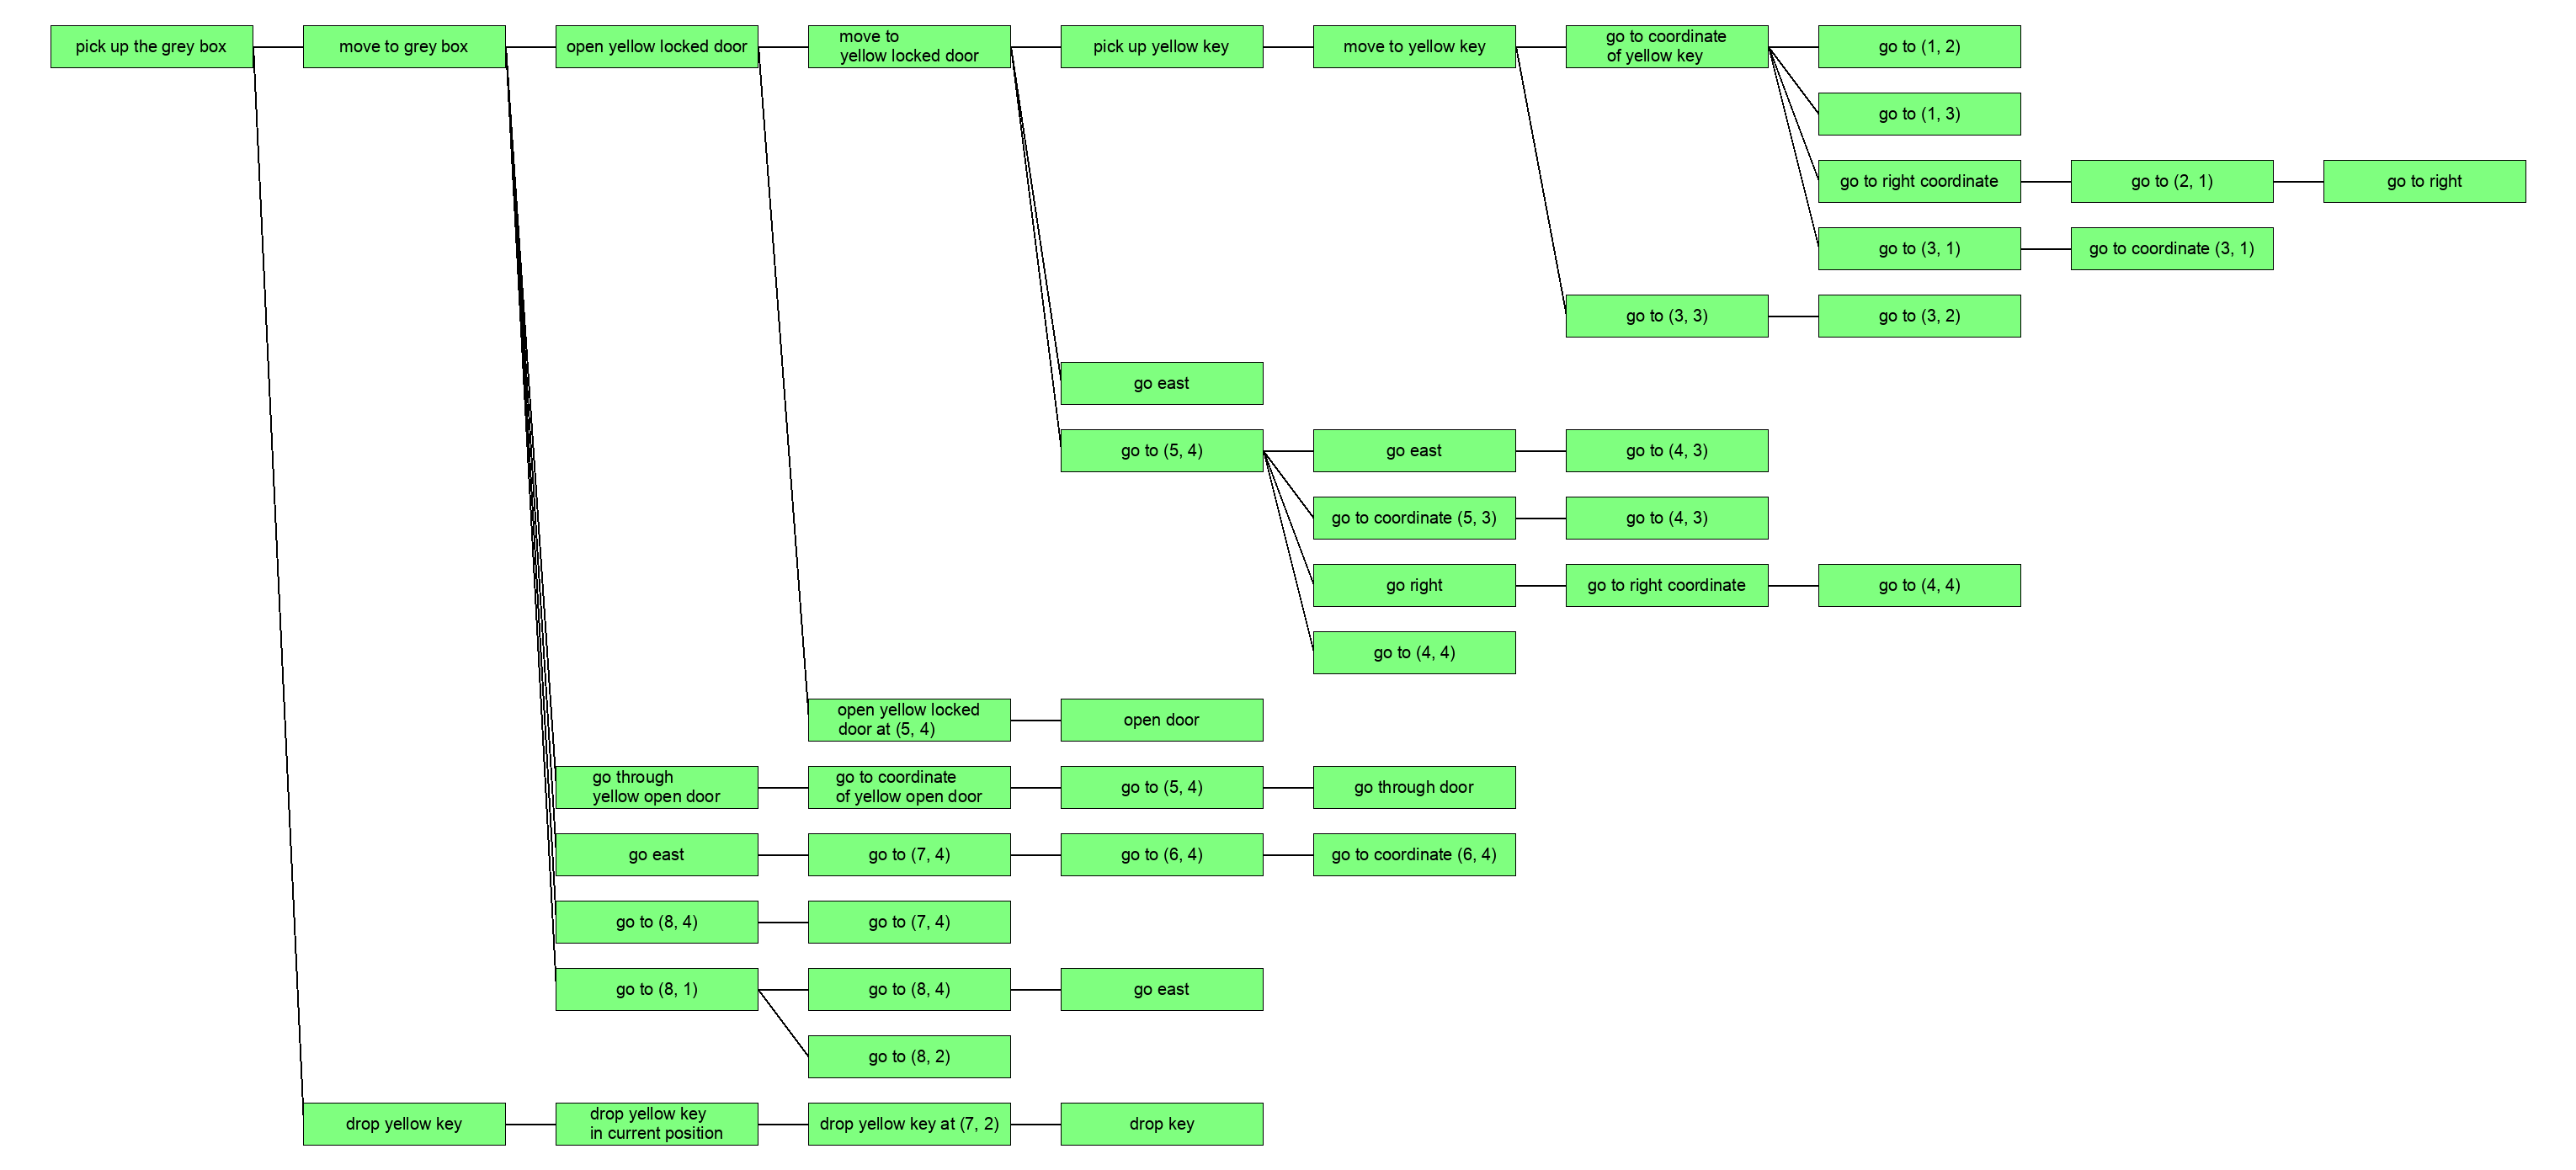 pick up the grey box
move to grey box
open yellow locked door
move to
yellow locked door
pick up yellow key
move to yellow key
go to coordinate
of yellow key
go to (1, 2)
go to (1, 3)
go to right coordinate
go to (2, 1)
go to right
go to (3, 1)
go to coordinate (3, 1)
go to (3, 3)
go to (3, 2)
go east
go to (5, 4)
go east
go to (4, 3)
go to coordinate (5, 3)
go to (4, 3)
go right
go to right coordinate
go to (4, 4)
go to (4, 4)
open yellow locked
door at (5, 4)
open door
go through
yellow open door
go to coordinate
of yellow open door
go to (5, 4)
go through door
go east
go to (7, 4)
go to (6, 4)
go to coordinate (6, 4)
go to (8, 4)
go to (7, 4)
go to (8, 1)
go to (8, 4)
go east
go to (8, 2)
drop yellow key
drop yellow key
in current position
drop yellow key at (7, 2)
drop key